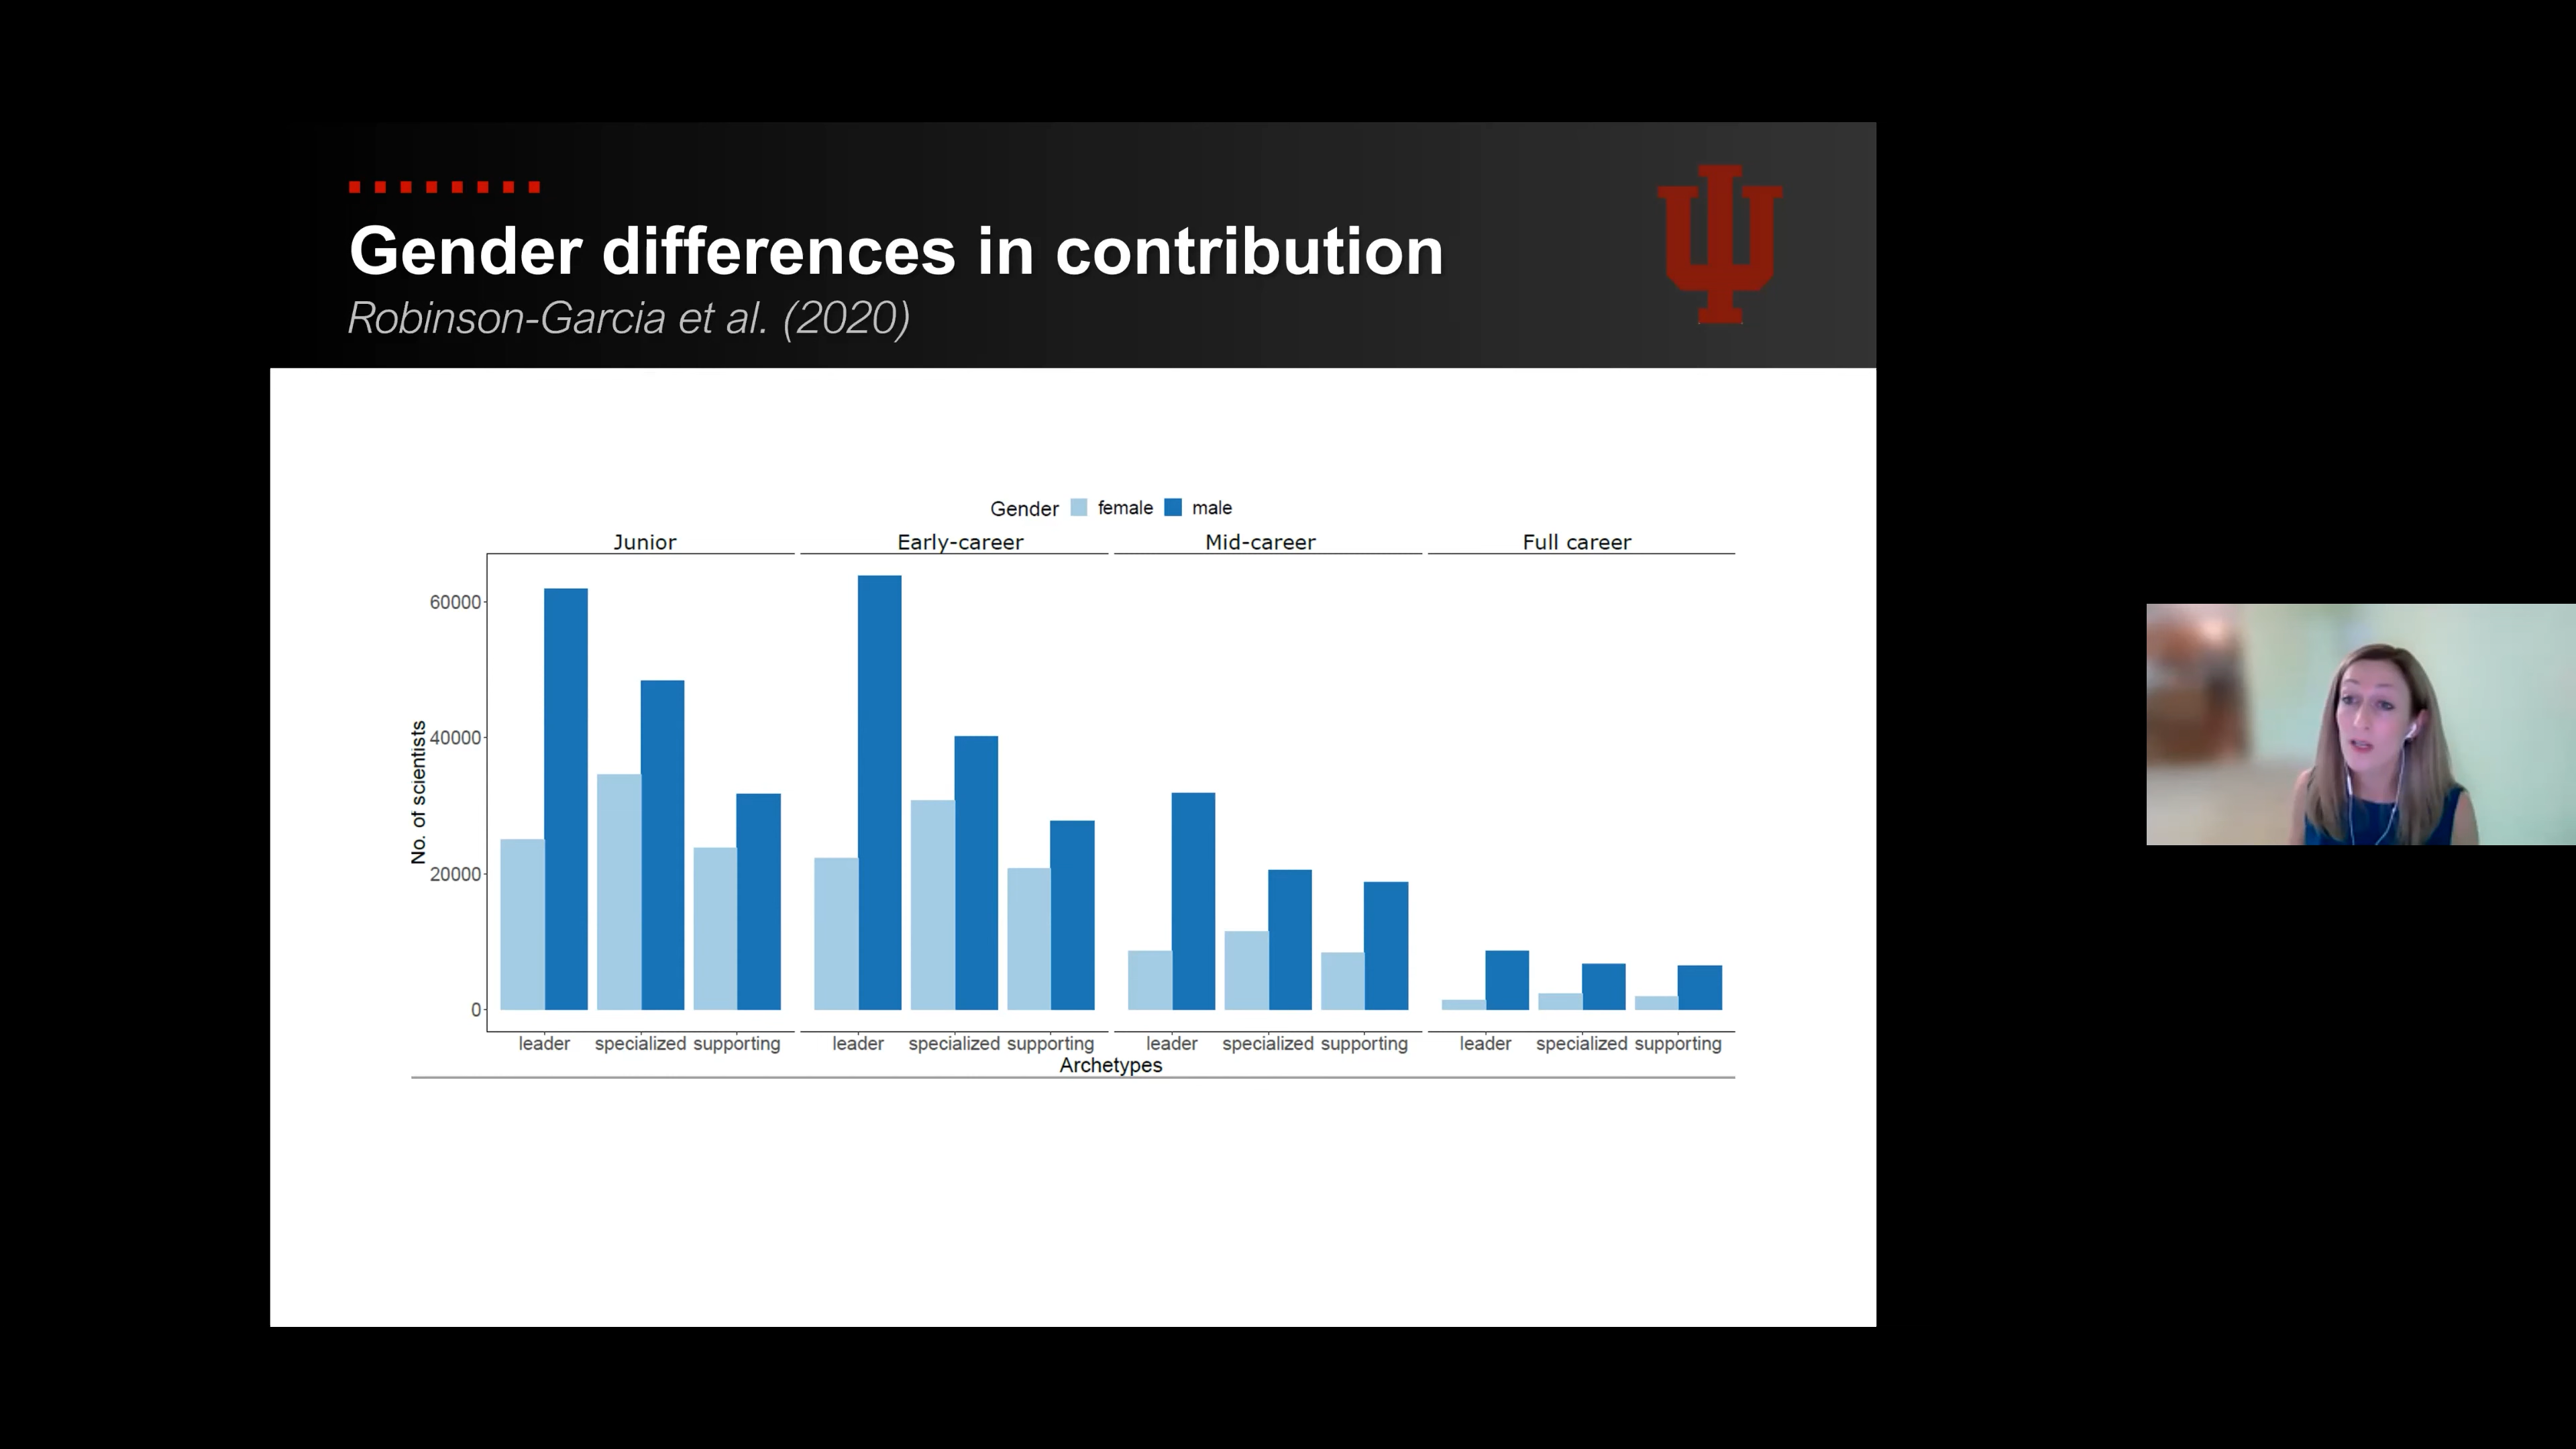 Gender differences in contribution
Robinson-Garcia et al. (2020)
Gender female male
Junior Early-career Mid-career Full career
No. of scientists
60000
40000
20000
0
leader specialized supporting leader specialized supporting leader specialized supporting leader specialized supporting
Archetypes